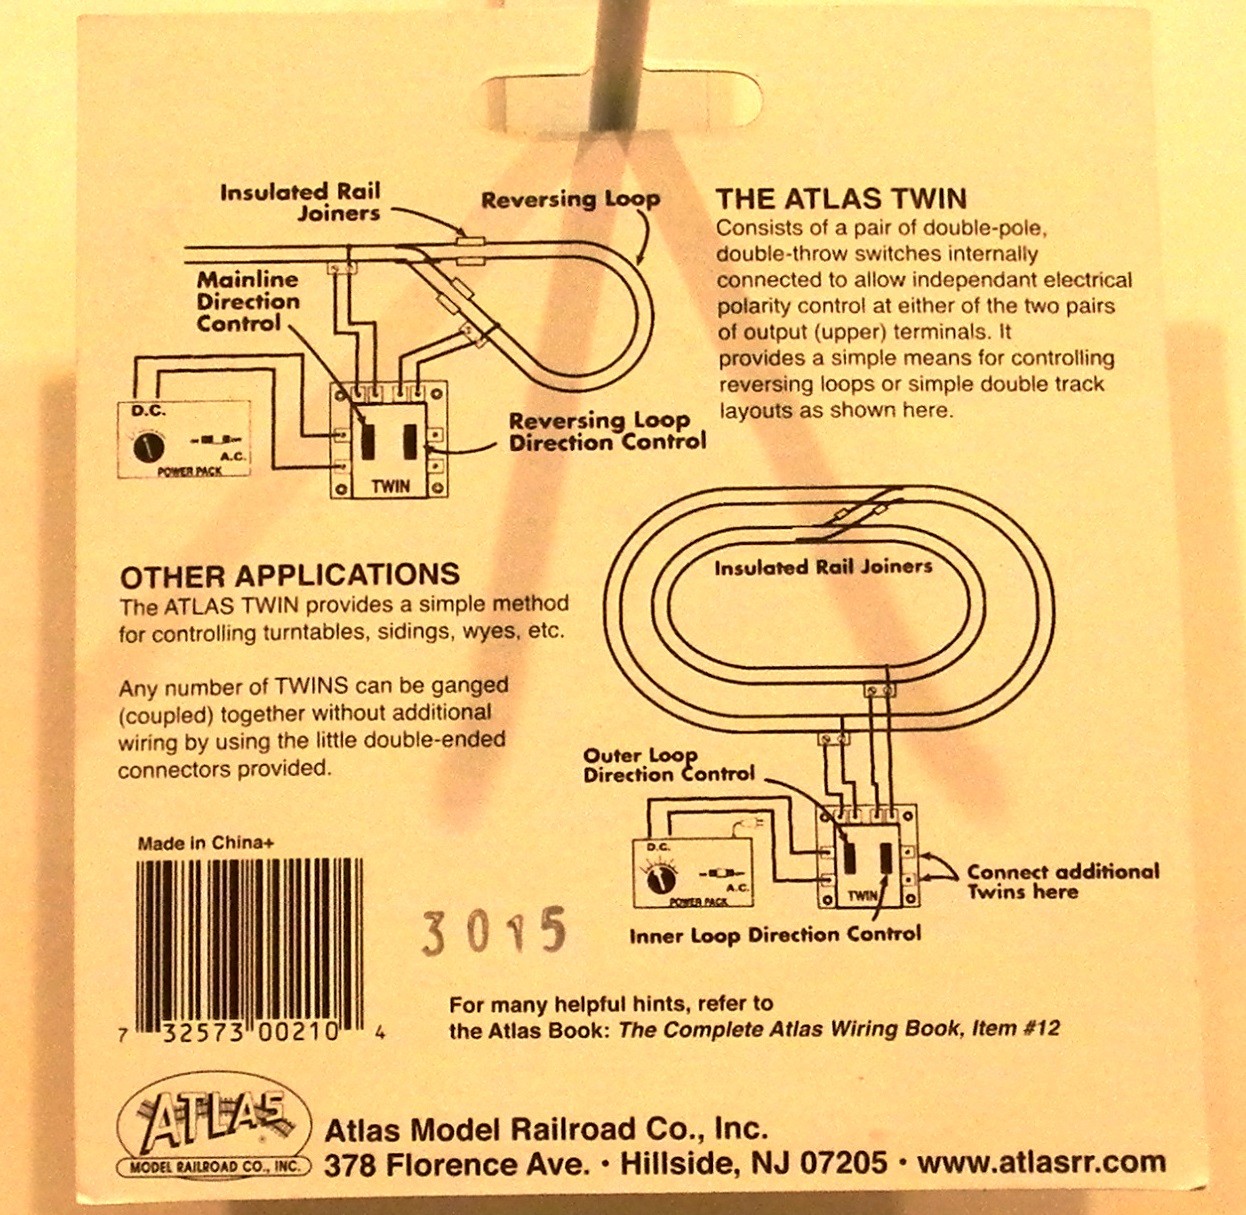 Insulated Rail
Joiners
Reversing Loop
Mainline
Direction
Control
D.C.
A.C.
POWER PACK
TWIN
Reversing Loop
Direction Control
THE ATLAS TWIN
Consists of a pair of double-pole,
double-throw switches internally
connected to allow independant electrical
polarity control at either of the two pairs
of output (upper) terminals. It
provides a simple means for controlling
reversing loops or simple double track
layouts as shown here.
OTHER APPLICATIONS
The ATLAS TWIN provides a simple method
for controlling turntables, sidings, wyes, etc.
Any number of TWINS can be ganged
(coupled) together without additional
wiring by using the little double-ended
connectors provided.
Insulated Rail Joiners
Outer Loop
Direction Control
D.C.
A.C.
POWER PACK
TWIN
Connect additional
Twins here
Inner Loop Direction Control
Made in China+
7 32573 00210 4
3015
For many helpful hints, refer to
the Atlas Book: The Complete Atlas Wiring Book, Item #12
ATLAS
MODEL RAILROAD CO., INC.
Atlas Model Railroad Co., Inc.
378 Florence Ave. • Hillside, NJ 07205 • www.atlasrr.com